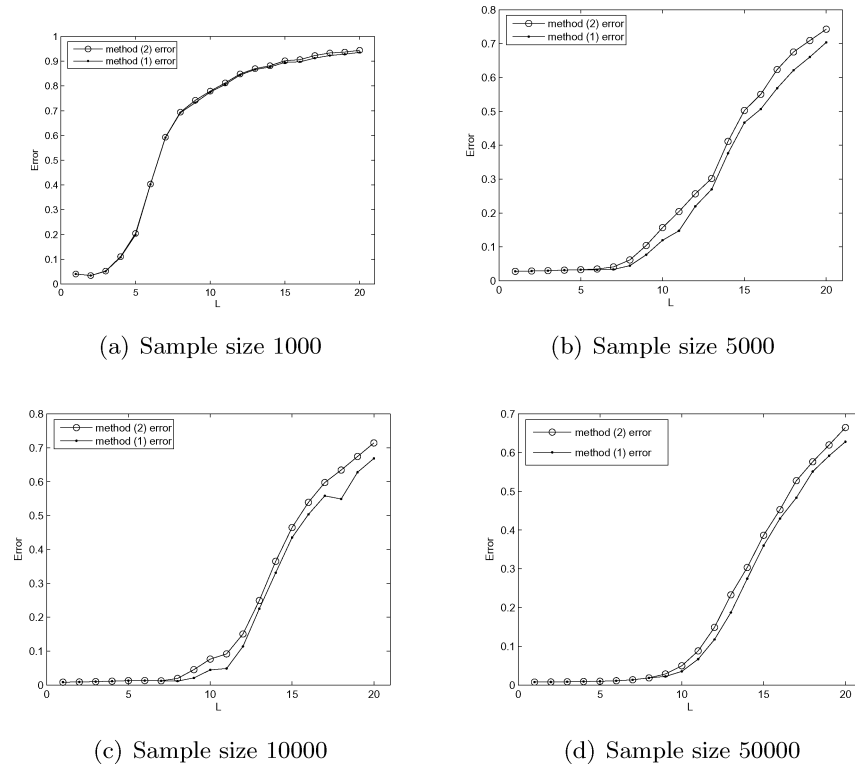 method (2) error
method (1) error
1
0.9
0.8
0.7
0.6
0.5
0.4
0.3
0.2
0.1
0
Error
0 5 10 15 20
L
(a) Sample size 1000
method (2) error
method (1) error
0.8
0.7
0.6
0.5
0.4
0.3
0.2
0.1
0
Error
0 5 10 15 20
L
(b) Sample size 5000
method (2) error
method (1) error
0.8
0.7
0.6
0.5
0.4
0.3
0.2
0.1
0
Error
0 5 10 15 20
L
(c) Sample size 10000
method (2) error
method (1) error
0.7
0.6
0.5
0.4
0.3
0.2
0.1
0
Error
0 5 10 15 20
L
(d) Sample size 50000